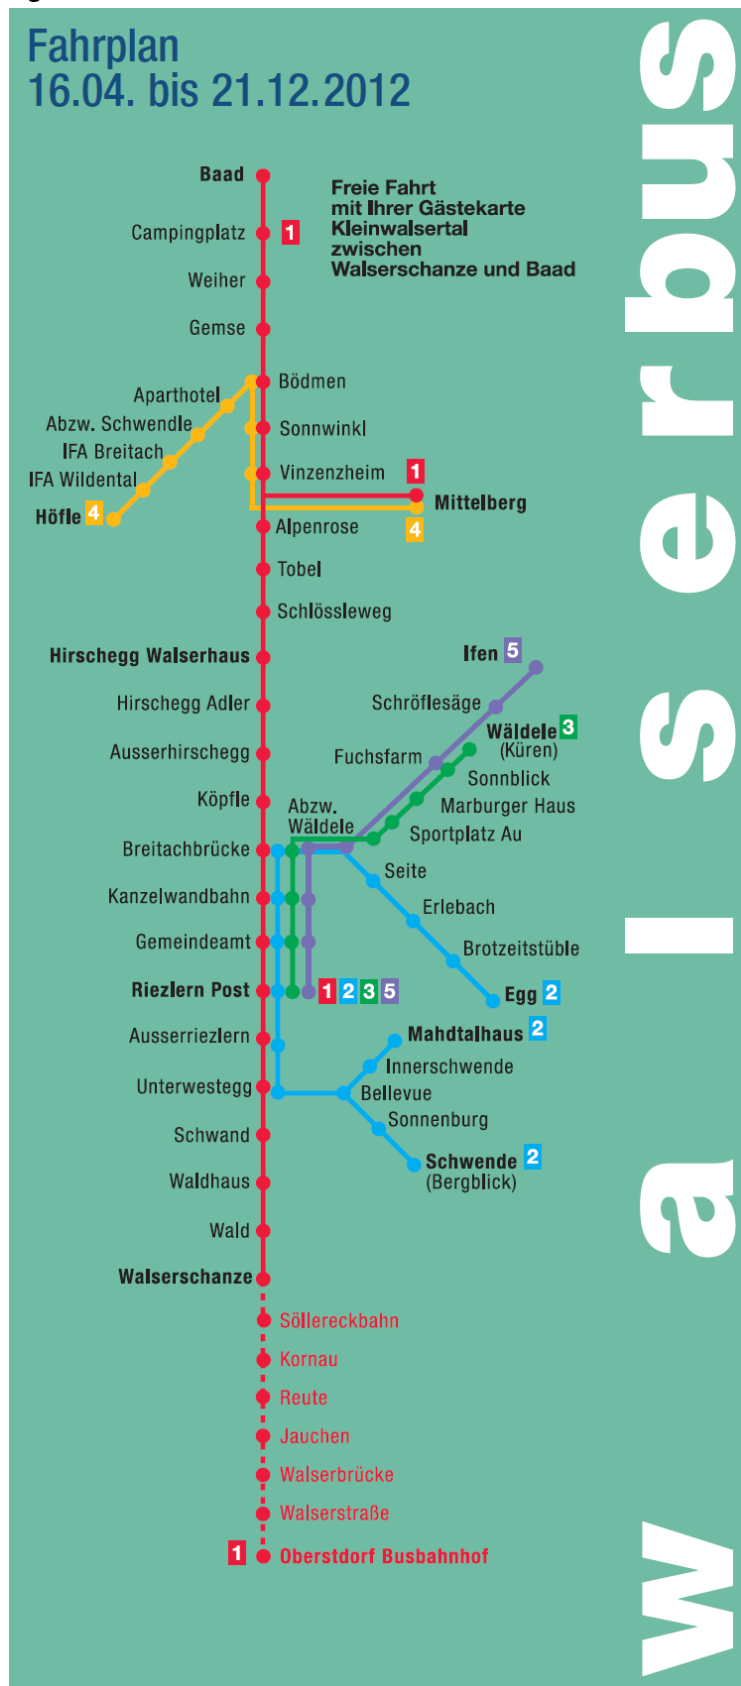 Fahrplan
16.04. bis 21.12.2012
Baad
Freie Fahrt
mit Ihrer Gästekarte
Kleinwalsertal
zwischen
Walserschanze und Baad
Campingplatz
1
Weiher
Gemse
Bödmen
Aparthotel
Abzw. Schwendle
Sonnwinkl
IFA Breitach
IFA Wildental
Vinzenzheim
1
Mittelberg
Höfle 4
4
Alpenrose
Tobel
Schlössleweg
Hirschegg Walserhaus
Ifen 5
Hirschegg Adler
Schröflesäge
Wäldele 3
(Küren)
Ausserhirschegg
Fuchsfarm
Sonnblick
Köpfle
Abzw.
Wäldele
Marburger Haus
Sportplatz Au
Breitachbrücke
Seite
Kanzelwandbahn
Erlebach
Gemeindeamt
Brotzeitstüble
Riezlern Post
1 2 3 5
Egg 2
Ausserriezlern
Mahdtalhaus 2
Innerschwende
Unterwestegg
Bellevue
Sonnenburg
Schwand
Schwende 2
(Bergblick)
Waldhaus
Wald
Walserschanze
Söllereckbahn
Kornau
Reute
Jauchen
Walserbrücke
Walserstraße
1 Oberstdorf Busbahnhof
walserbus